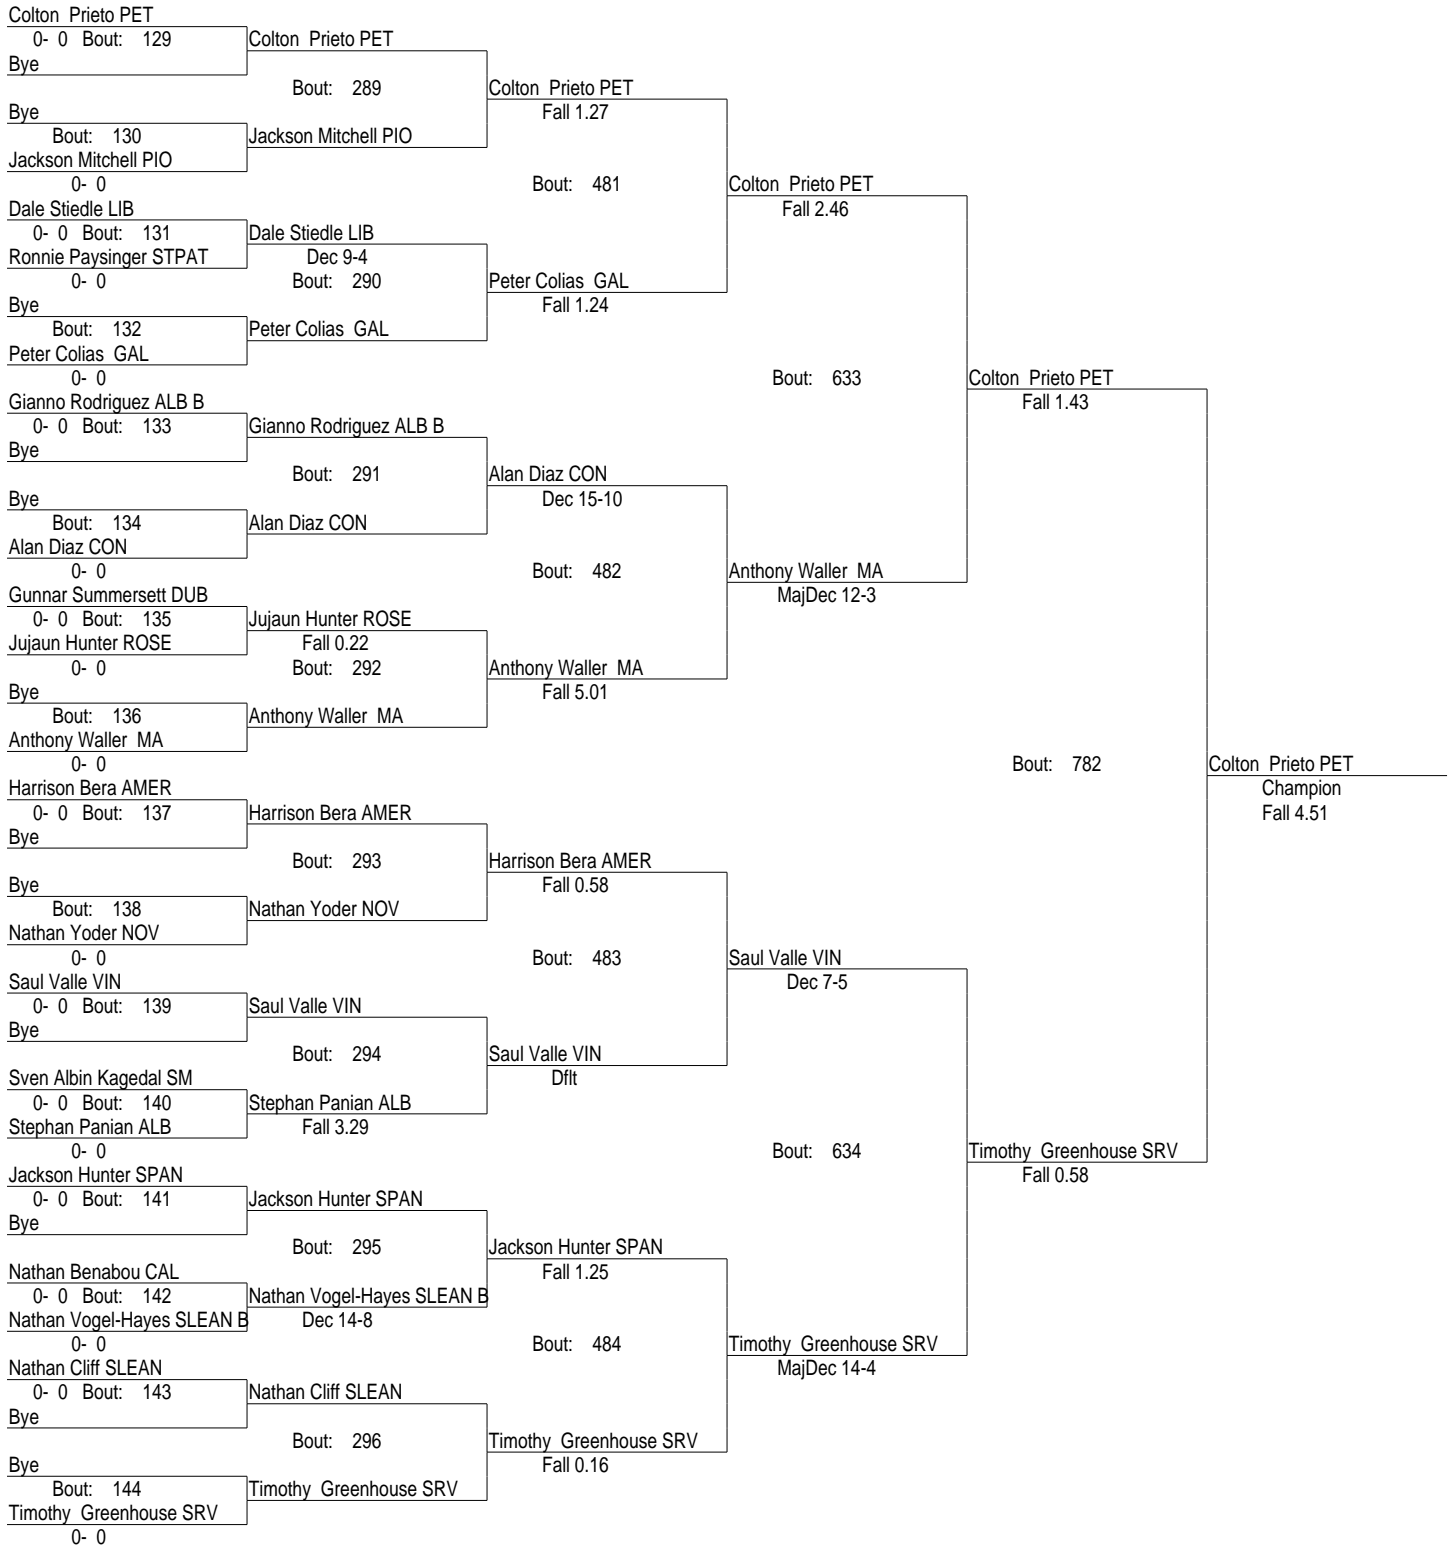 Colton  Prieto PET
0-  0   Bout:    129
Colton  Prieto PET
Bye
Bout:    289
Colton  Prieto PET
Bye
Fall 1.27
Bout:    130
Jackson Mitchell PIO
Jackson Mitchell PIO
0-  0
Bout:    481
Colton  Prieto PET
Dale Stiedle LIB
Fall 2.46
0-  0   Bout:    131
Dale Stiedle LIB
Ronnie Paysinger STPAT
Dec 9-4
0-  0
Bout:    290
Peter Colias  GAL
Bye
Fall 1.24
Bout:    132
Peter Colias  GAL
Peter Colias  GAL
0-  0
Bout:    633
Colton  Prieto PET
Gianno Rodriguez ALB B
Fall 1.43
0-  0   Bout:    133
Gianno Rodriguez ALB B
Bye
Bout:    291
Alan Diaz CON
Bye
Dec 15-10
Bout:    134
Alan Diaz CON
Alan Diaz CON
0-  0
Bout:    482
Anthony Waller  MA
Gunnar Summersett DUB
MajDec 12-3
0-  0   Bout:    135
Jujaun Hunter ROSE
Jujaun Hunter ROSE
Fall 0.22
0-  0
Bout:    292
Anthony Waller  MA
Bye
Fall 5.01
Bout:    136
Anthony Waller  MA
Anthony Waller  MA
0-  0
Bout:    782
Colton  Prieto PET
Harrison Bera AMER
Champion
0-  0   Bout:    137
Harrison Bera AMER
Fall 4.51
Bye
Bout:    293
Harrison Bera AMER
Bye
Fall 0.58
Bout:    138
Nathan Yoder NOV
Nathan Yoder NOV
0-  0
Bout:    483
Saul Valle VIN
Saul Valle VIN
Dec 7-5
0-  0   Bout:    139
Saul Valle VIN
Bye
Bout:    294
Saul Valle VIN
Sven Albin Kagedal SM
Dflt
0-  0   Bout:    140
Stephan Panian ALB
Stephan Panian ALB
Fall 3.29
0-  0
Bout:    634
Timothy  Greenhouse SRV
Jackson Hunter SPAN
Fall 0.58
0-  0   Bout:    141
Jackson Hunter SPAN
Bye
Bout:    295
Jackson Hunter SPAN
Nathan Benabou CAL
Fall 1.25
0-  0   Bout:    142
Nathan Vogel-Hayes SLEAN B
Nathan Vogel-Hayes SLEAN B
Dec 14-8
0-  0
Bout:    484
Timothy  Greenhouse SRV
Nathan Cliff SLEAN
MajDec 14-4
0-  0   Bout:    143
Nathan Cliff SLEAN
Bye
Bout:    296
Timothy  Greenhouse SRV
Bye
Fall 0.16
Bout:    144
Timothy  Greenhouse SRV
Timothy  Greenhouse SRV
0-  0